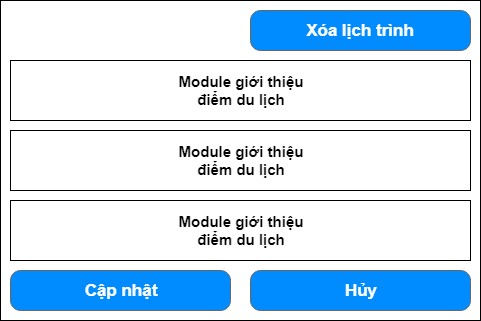 Xóa lịch trình
Module giới thiệu
điểm du lịch
Module giới thiệu
điểm du lịch
Module giới thiệu
điểm du lịch
Cập nhật
Hủy